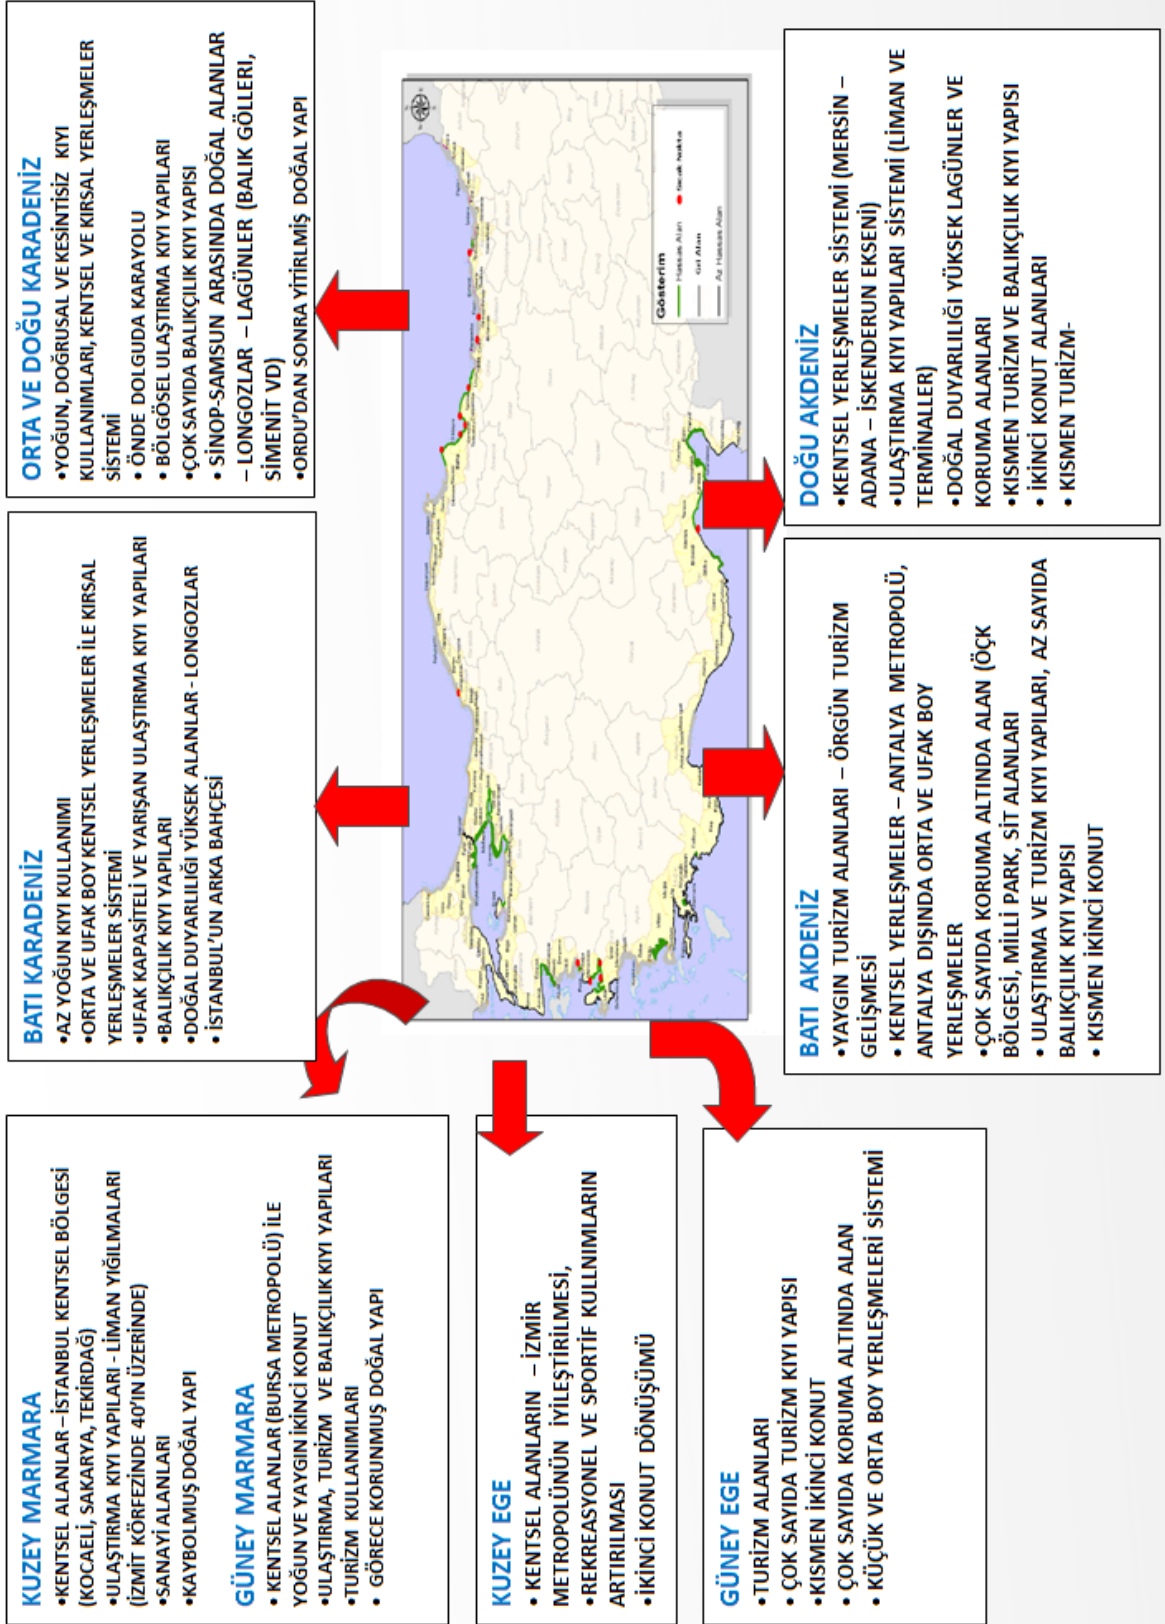 KUZEY MARMARA
•KENTSEL ALANLAR – İSTANBUL KENTSEL BÖLGESİ
(KOCAELİ, SAKARYA, TEKİRDAĞ)
•ULAŞTIRMA KIYI YAPILARI - LİMAN YIĞILMALARI
(İZMİT KÖRFEZİNDE 40'IN ÜZERİNDE)
•SANAYİ ALANLARI
•KAYBOLMUŞ DOĞAL YAPI
GÜNEY MARMARA
• KENTSEL ALANLAR (BURSA METROPOLÜ) İLE
YOĞUN VE YAYGIN İKİNCİ KONUT
•ULAŞTIRMA, TURİZM VE BALIKÇILIK KIYI YAPILARI
•TURİZM KULLANIMLARI
• GÖRECE KORUNMUŞ DOĞAL YAPI
BATI KARADENİZ
•AZ YOĞUN KIYI KULLANIMI
•ORTA VE UFAK BOY KENTSEL YERLEŞMELER İLE KIRSAL
YERLEŞMELER SİSTEMİ
•UFAK KAPASİTELİ VE YARIŞAN ULAŞTIRMA KIYI YAPILARI
•BALIKÇILIK KIYI YAPILARI
•DOĞAL DUYARLILIĞI YÜKSEK ALANLAR - LONGOZLAR
• İSTANBUL'UN ARKA BAHÇESİ
ORTA VE DOĞU KARADENİZ
•YOĞUN, DOĞRUSAL VE KESİNTİSİZ KIYI
KULLANIMLARI, KENTSEL VE KIRSAL YERLEŞMELER
SİSTEMİ
• ÖNDE DOLGUDA KARAYOLU
• BÖLGÖSEL ULAŞTIRMA KIYI YAPILARI
•ÇOK SAYIDA BALIKÇILIK KIYI YAPISI
• SİNOP-SAMSUN ARASINDA DOĞAL ALANLAR
– LONGOZLAR – LAGÜNLER (BALIK GÖLLERI,
SİMENİT VD)
•ORDU'DAN SONRA YİTİRİLMİŞ DOĞAL YAPI
KUZEY EGE
• KENTSEL ALANLARIN – İZMİR
METROPOLÜNÜN İYİLEŞTİRİLMESİ,
•REKREASYONEL VE SPORTİF KULLNIMLARIN
ARTIRILMASI
•İKİNCİ KONUT DÖNÜŞÜMÜ
Gösterim
Hassas Alan
Sıcak Nokta
Gri Alan
Az Hassas Alan
GÜNEY EGE
•TURİZM ALANLARI
• ÇOK SAYIDA TURİZM KIYI YAPISI
•KISMEN İKİNCİ KONUT
• ÇOK SAYIDA KORUMA ALTINDA ALAN
• KÜÇÜK VE ORTA BOY YERLEŞMELERİ SİSTEMİ
BATI AKDENİZ
•YAYGIN TURİZM ALANLARI – ÖRGÜN TURİZM
GELİŞMESİ
• KENTSEL YERLEŞMELER – ANTALYA METROPOLÜ,
ANTALYA DIŞINDA ORTA VE UFAK BOY
YERLEŞMELER
•ÇOK SAYIDA KORUMA ALTINDA ALAN (ÖÇK
BÖLGESİ, MİLLİ PARK, SİT ALANLARI
• ULAŞTIRMA VE TURİZM KIYI YAPILARI, AZ SAYIDA
BALIKÇILIK KIYI YAPISI
• KISMEN İKİNCİ KONUT
DOĞU AKDENİZ
•KENTSEL YERLEŞMELER SİSTEMİ (MERSİN –
ADANA – İSKENDERUN EKSENİ)
•ULAŞTIRMA KIYI YAPILARI SİSTEMİ (LİMAN VE
TERMİNALLER)
•DOĞAL DUYARLILIĞI YÜKSEK LAGÜNLER VE
KORUMA ALANLARI
•KISMEN TURİZM VE BALIKÇILIK KIYI YAPISI
• İKİNCİ KONUT ALANLARI
• KISMEN TURİZM-